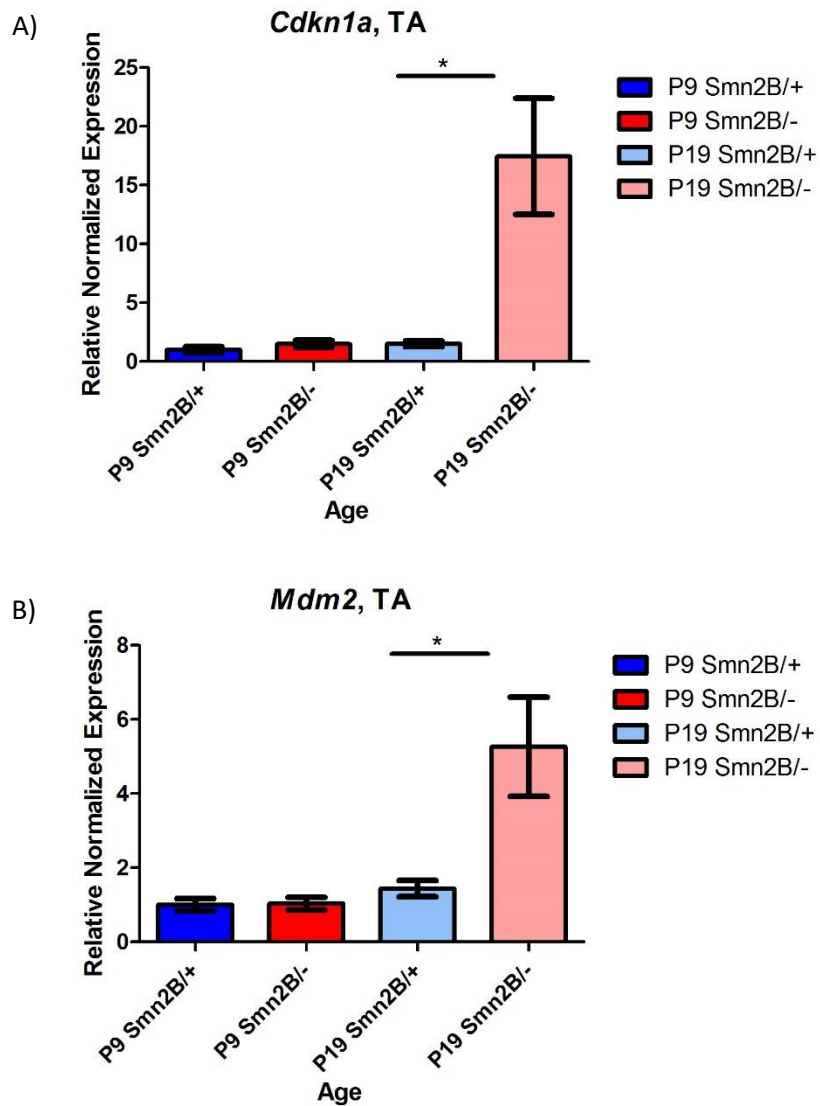 A)
Cdkn1a, TA
*
Relative Normalized Expression
25
20
15
10
5
0
P9 Smn2B/+
P9 Smn2B/-
P19 Smn2B/+
P19 Smn2B/-
Age
P9 Smn2B/+
P9 Smn2B/-
P19 Smn2B/+
P19 Smn2B/-
B)
Mdm2, TA
*
Relative Normalized Expression
8
6
4
2
0
P9 Smn2B/+
P9 Smn2B/-
P19 Smn2B/+
P19 Smn2B/-
Age
P9 Smn2B/+
P9 Smn2B/-
P19 Smn2B/+
P19 Smn2B/-